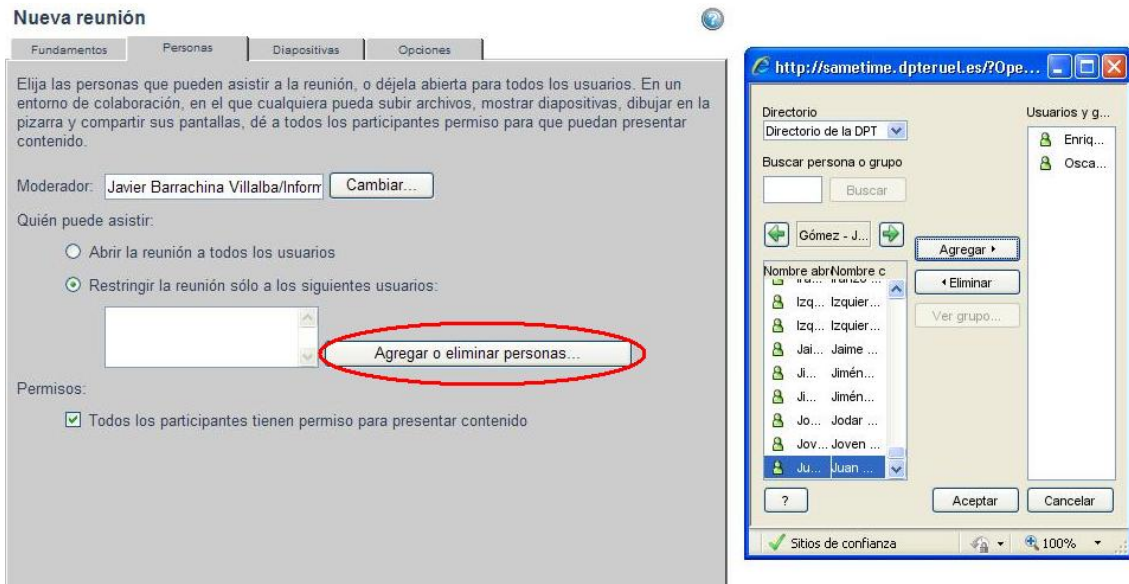 Nueva reunión
Fundamentos Personas Diapositivas Opciones
Elija las personas que pueden asistir a la reunión, o déjela abierta para todos los usuarios. En un
entorno de colaboración, en el que cualquiera pueda subir archivos, mostrar diapositivas, dibujar en la
pizarra y compartir sus pantallas, dé a todos los participantes permiso para que puedan presentar
contenido.
Moderador: Javier Barrachina Villalba/Inform Cambiar...
Quién puede asistir:
Abrir la reunión a todos los usuarios
Restringir la reunión sólo a los siguientes usuarios:
Agregar o eliminar personas...
Permisos:
Todos los participantes tienen permiso para presentar contenido
http://sametime.dpteruel.es/?Ope...
Directorio
Directorio de la DPT
Buscar persona o grupo
Buscar
Gómez - J...
Nombre abr Nombre c
Izq... Izquier...
Izq... Izquier...
Jai... Jaime ...
Ji... Jimén...
Ji... Jimén...
Jo... Jodar ...
Jov... Joven ...
Ju... Juan ...
Agregar
Eliminar
Ver grupo...
Usuarios y g...
Enriq...
Osca...
? Aceptar Cancelar
Sitios de confianza 100%